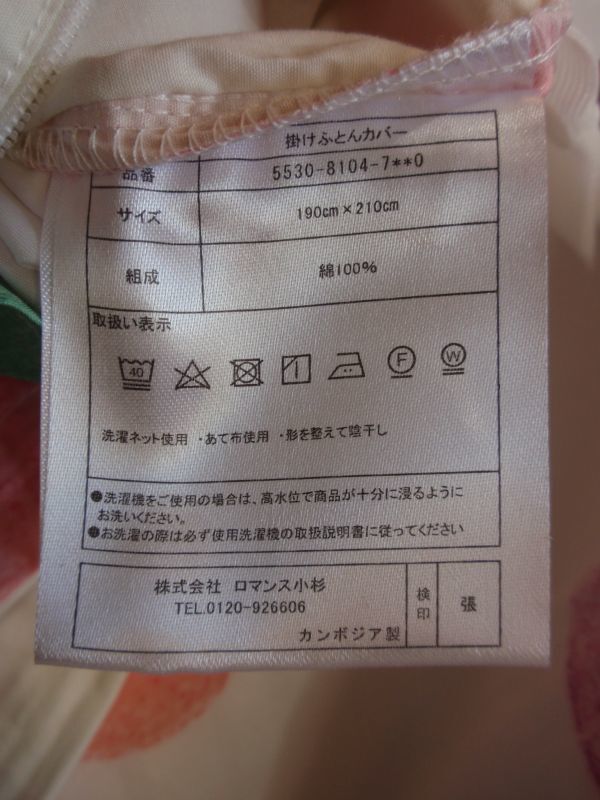 掛けふとんカバー
品番 5530-8104-7**0
サイズ 190cm×210cm
組成 綿100%
取扱い表示
40 F W
洗濯ネット使用 ・あて布使用 ・形を整えて陰干し
●洗濯機をご使用の場合は、高水位で商品が十分に浸るように
お洗いください。
●お洗濯の際は必ず使用洗濯機の取扱説明書に従ってください
株式会社 ロマンス小杉
TEL.0120-926606
カンボジア製
検印
張